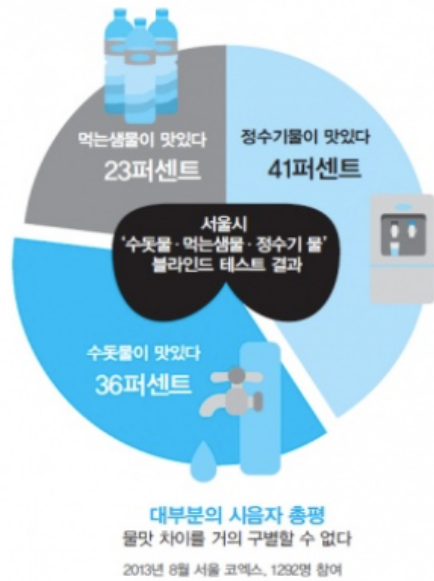 먹는샘물이 맛있다
23퍼센트
정수기물이 맛있다
41퍼센트
서울시
'수돗물·먹는샘물·정수기 물'
블라인드 테스트 결과
수돗물이 맛있다
36퍼센트
대부분의 시음자 총평
물맛 차이를 거의 구별할 수 없다
2013년 8월 서울 코엑스, 1292명 참여